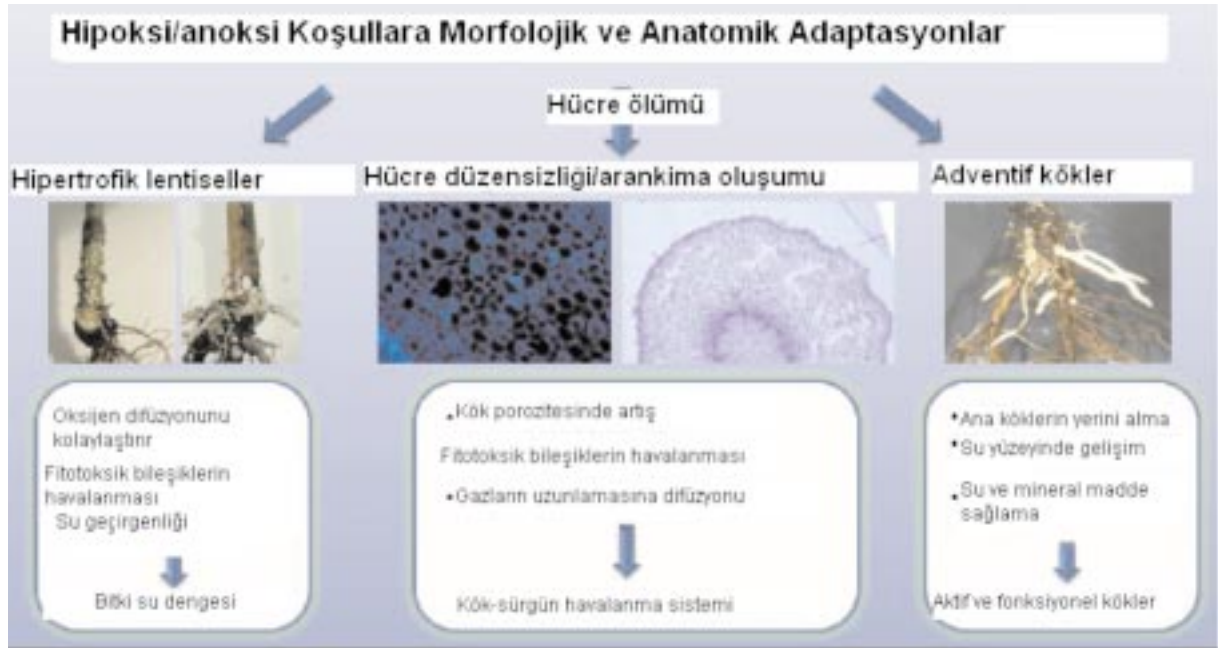 Hipoksi/anoksi Koşullara Morfolojik ve Anatomik Adaptasyonlar
Hücre ölümü
Hipertrofik lentiseller
Hücre düzensizliği/arankima oluşumu
Adventif kökler
Oksijen difüzyonunu
kolaylaştırır
Fitotoksik bileşiklerin
havalanması
Su geçirgenliği
Bitki su dengesi
•Kök porozitesinde artış
Fitotoksik bileşiklerin havalanması
•Gazların uzunlamasına difüzyonu
Kök-sürgün havalanma sistemi
•Ana köklerin yerini alma
•Su yüzeyinde gelişim
•Su ve mineral madde
sağlama
Aktif ve fonksiyonel kökler